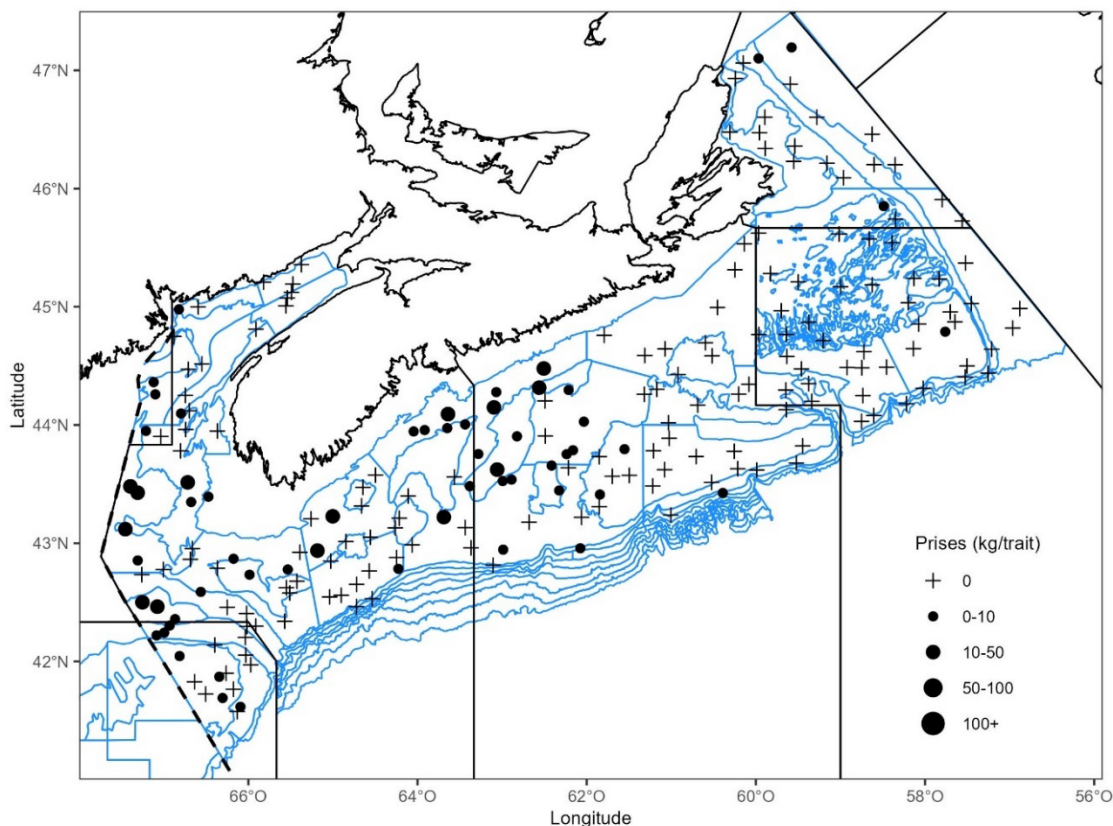 47°N
46°N
45°N
44°N
43°N
42°N
Latitude
Prises (kg/trait)
0
0-10
10-50
50-100
100+
66°O 64°O 62°O 60°O 58°O 56°O
Longitude